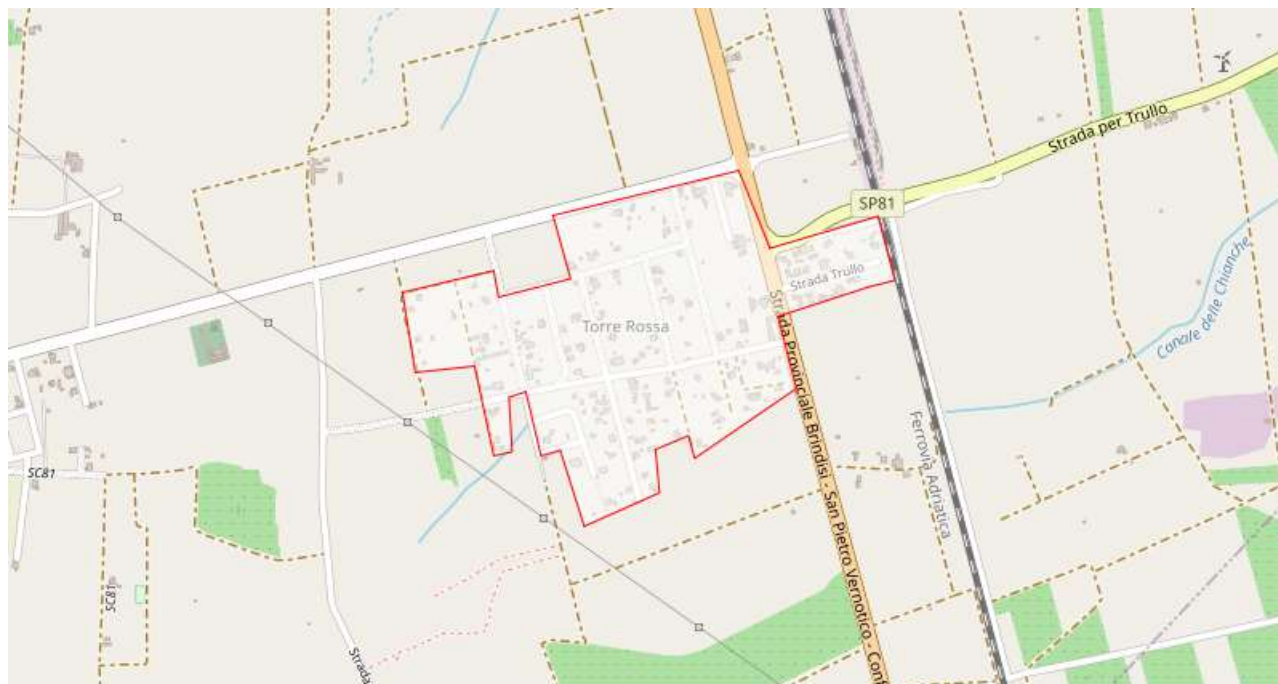 Strada per Trullo
SP81
Strada Trullo
Canale delle Chianche
Torre Rossa
Strada Provinciale Brindisi - San Pietro Vernotico - Conf
Ferrovia Adriatica
SC81
SC81
Strada